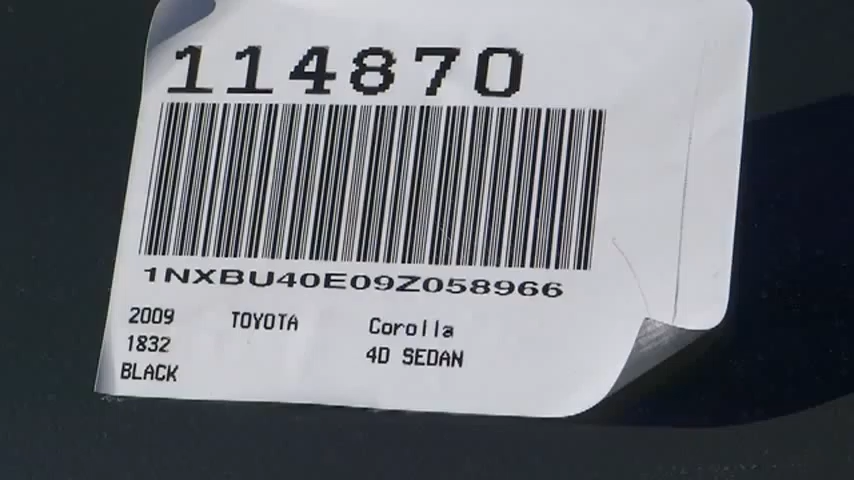 114870
1NXBU40E09Z058966
2009 TOYOTA Corolla
1832 4D SEDAN
BLACK